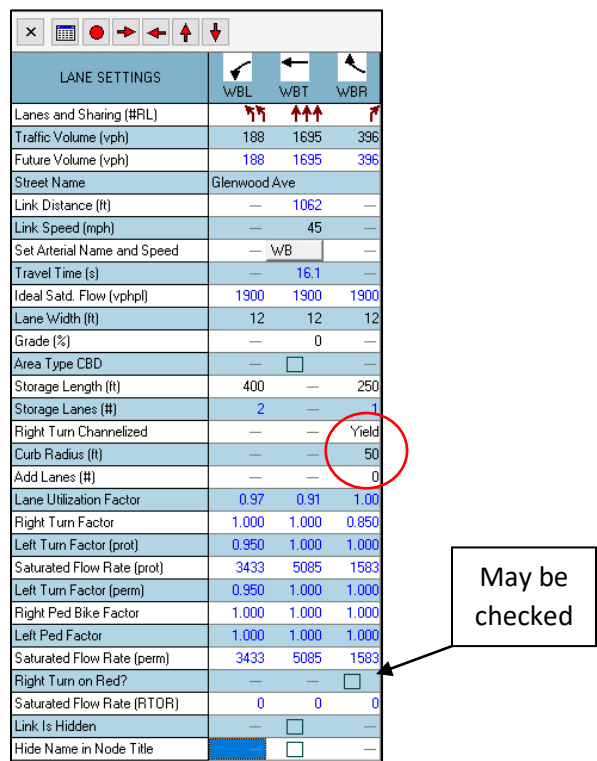 LANE SETTINGS WBL WBT WBR
Lanes and Sharing (#RL)
Traffic Volume (vph) 188 1695 396
Future Volume (vph) 188 1695 396
Street Name Glenwood Ave
Link Distance (ft) — 1062 —
Link Speed (mph) — 45 —
Set Arterial Name and Speed — WB —
Travel Time (s) — 16.1 —
Ideal Satd. Flow (vphpl) 1900 1900 1900
Lane Width (ft) 12 12 12
Grade (%) — 0 —
Area Type CBD — —
Storage Length (ft) 400 — 250
Storage Lanes (#) 2 — 1
Right Turn Channelized — — Yield
Curb Radius (ft) — — 50
Add Lanes (#) — — 0
Lane Utilization Factor 0.97 0.91 1.00
Right Turn Factor 1.000 1.000 0.850
Left Turn Factor (prot) 0.950 1.000 1.000
Saturated Flow Rate (prot) 3433 5085 1583
Left Turn Factor (perm) 0.950 1.000 1.000
Right Ped Bike Factor 1.000 1.000 1.000
Left Ped Factor 1.000 1.000 1.000
Saturated Flow Rate (perm) 3433 5085 1583
Right Turn on Red? — —
Saturated Flow Rate (RTOR) 0 0 0
Link Is Hidden — —
Hide Name in Node Title — —
May be
checked